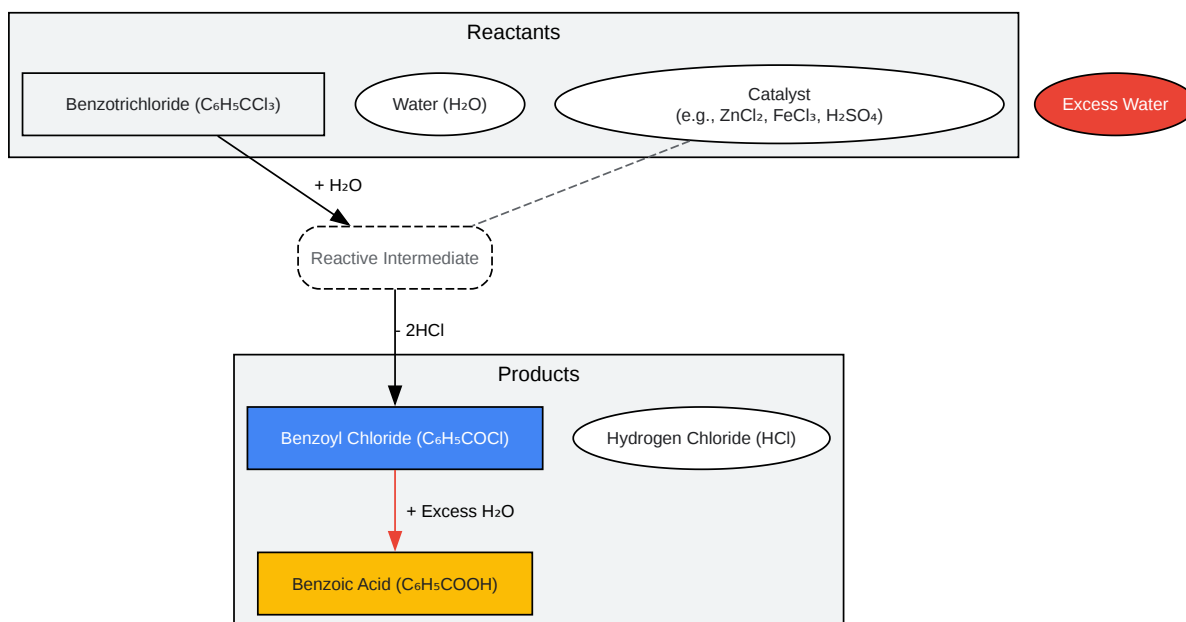 Reactants
Benzotrichloride (C₆H₅CCl₃)
Water (H₂O)
Catalyst
(e.g., ZnCl₂, FeCl₃, H₂SO₄)
Excess Water
+ H₂O
Reactive Intermediate
- 2HCl
Products
Benzoyl Chloride (C₆H₅COCl)
Hydrogen Chloride (HCl)
+ Excess H₂O
Benzoic Acid (C₆H₅COOH)